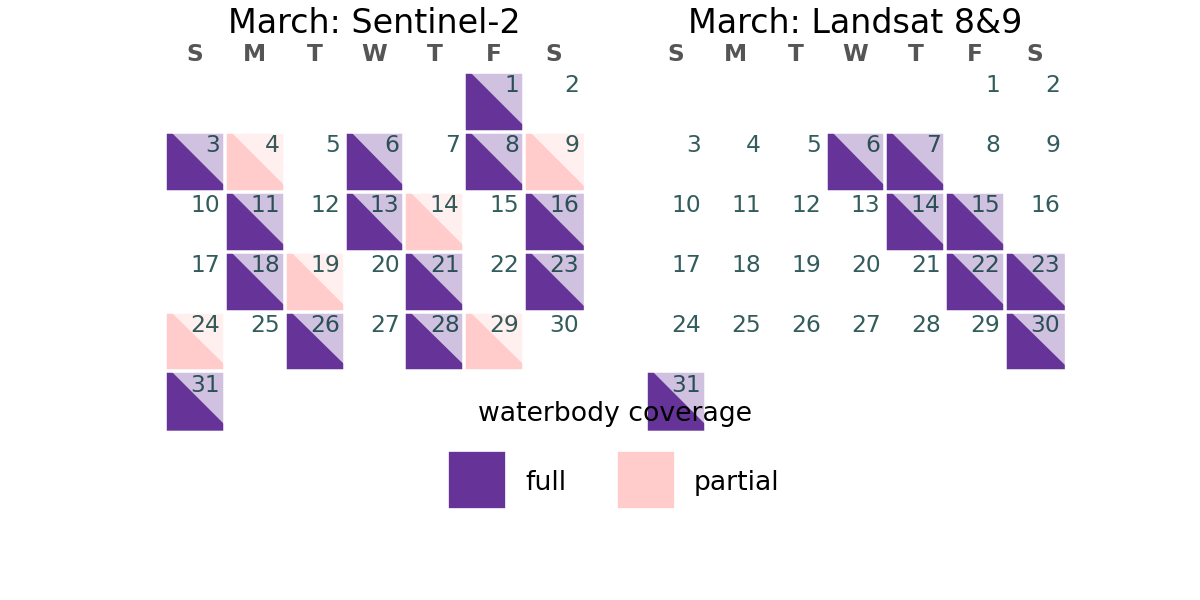 March: Sentinel-2
S M T W T F S
1 2
3 4 5 6 7 8 9
10 11 12 13 14 15 16
17 18 19 20 21 22 23
24 25 26 27 28 29 30
31
March: Landsat 8&9
S M T W T F S
1 2
3 4 5 6 7 8 9
10 11 12 13 14 15 16
17 18 19 20 21 22 23
24 25 26 27 28 29 30
31
waterbody coverage
full partial